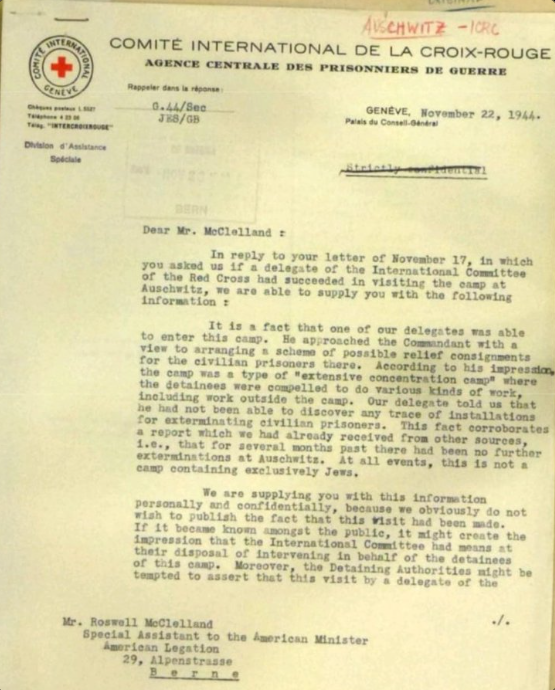 AUSCHWITZ - ICRC
COMITÉ INTERNATIONAL GENÈVE
COMITÉ INTERNATIONAL DE LA CROIX-ROUGE
AGENCE CENTRALE DES PRISONNIERS DE GUERRE
Rappeler dans la réponse:
G.44/Sec
JES/GB
Chèques postaux I. 5527
Téléphone 4 23 05
Télég. "INTERCROIXROUGE"
Division d'Assistance
Spéciale
GENÈVE, November 22, 1944.
Palais du Conseil-Général
Strictly confidential
BERN
Dear Mr. McClelland :
In reply to your letter of November 17, in which
you asked us if a delegate of the International Committee
of the Red Cross had succeeded in visiting the camp at
Auschwitz, we are able to supply you with the following
information :
It is a fact that one of our delegates was able
to enter this camp. He approached the Commandant with a
view to arranging a scheme of possible relief consignments
for the civilian prisoners there. According to his impression,
the camp was a type of "extensive concentration camp" where
the detainees were compelled to do various kinds of work,
including work outside the camp. Our delegate told us that
he had not been able to discover any trace of installations
for exterminating civilian prisoners. This fact corroborates
a report which we had already received from other sources,
i.e., that for several months past there had been no further
exterminations at Auschwitz. At all events, this is not a
camp containing exclusively Jews.
We are supplying you with this information
personally and confidentially, because we obviously do not
wish to publish the fact that this visit had been made.
If it became known amongst the public, it might create the
impression that the International Committee had means at
their disposal of intervening in behalf of the detainees
of this camp. Moreover, the Detaining Authorities might be
tempted to assert that this visit by a delegate of the
./.
Mr. Roswell McClelland
Special Assistant to the American Minister
American Legation
29, Alpenstrasse
B e r n e